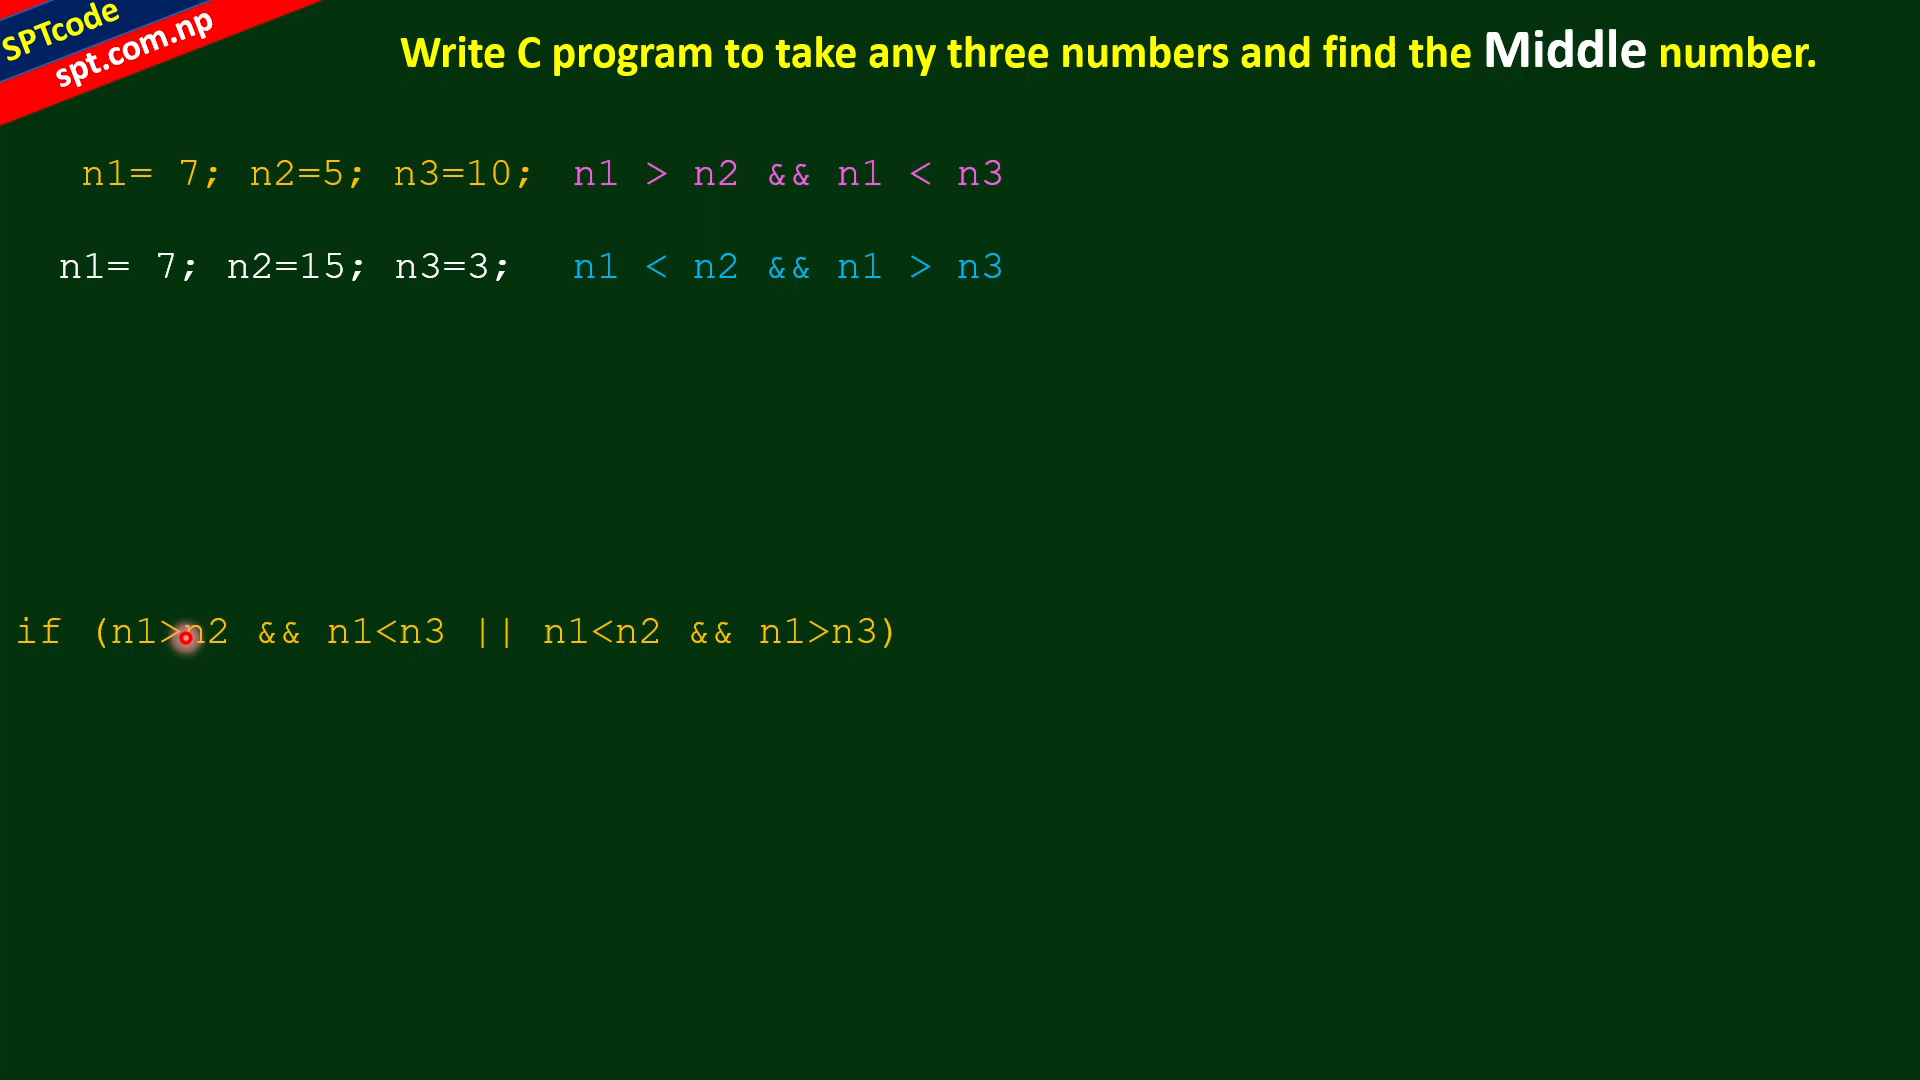 SPTcode
spt.com.np
Write C program to take any three numbers and find the Middle number.
n1= 7; n2=5; n3=10; n1 > n2 && n1 < n3
n1= 7; n2=15; n3=3; n1 < n2 && n1 > n3
if (n1>n2 && n1<n3 || n1<n2 && n1>n3)